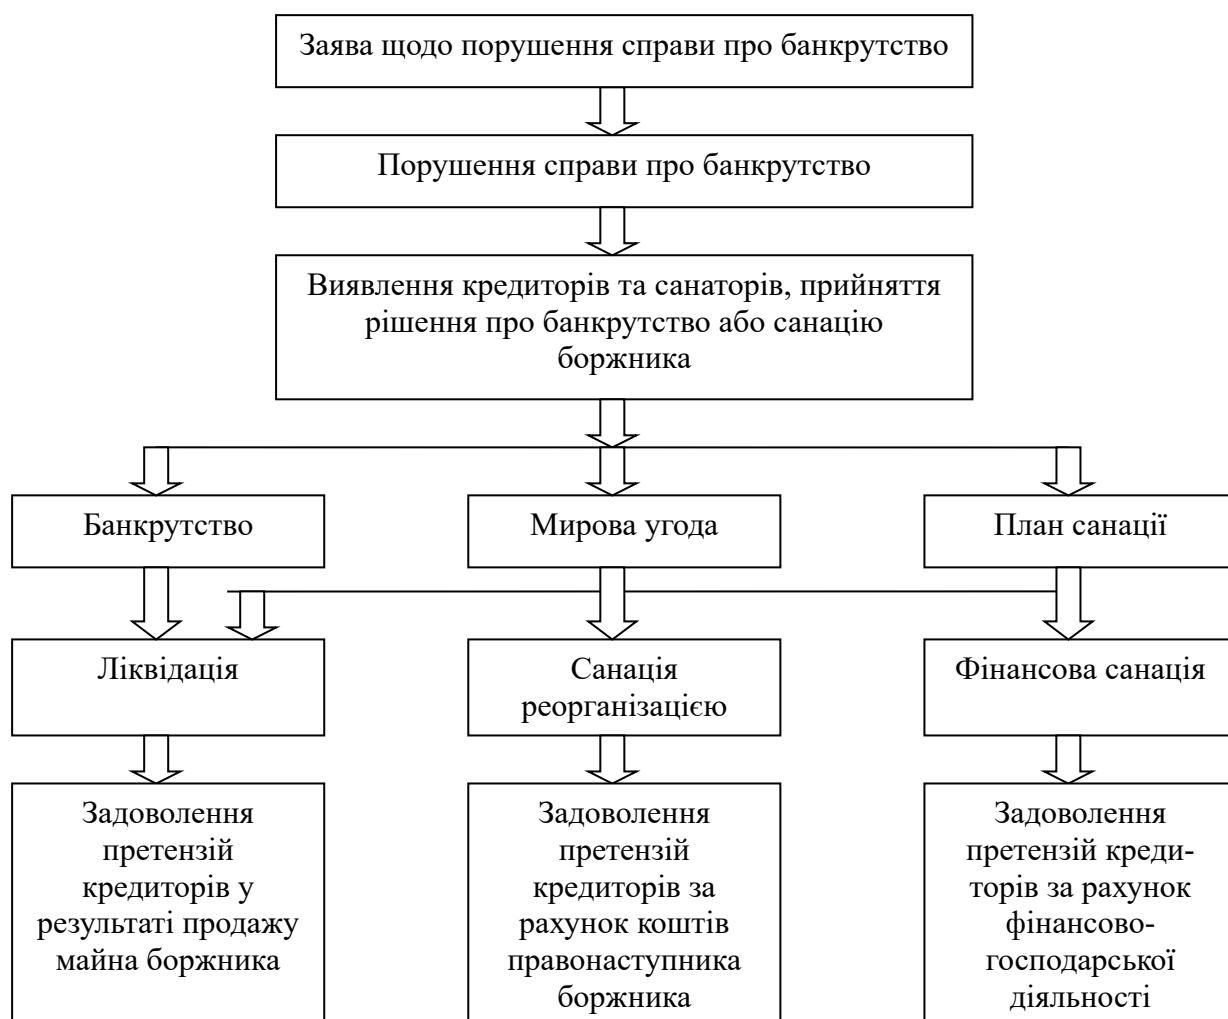 Заява щодо порушення справи про банкрутство
Порушення справи про банкрутство
Виявлення кредиторів та санаторів, прийняття
рішення про банкрутство або санацію
боржника
Банкрутство
Мирова угода
План санації
Ліквідація
Санація
реорганізацією
Фінансова санація
Задоволення
претензій
кредиторів у
результаті продажу
майна боржника
Задоволення
претензій
кредиторів за
рахунок коштів
правонаступника
боржника
Задоволення
претензій креди-
торів за рахунок
фінансово-
господарської
діяльності